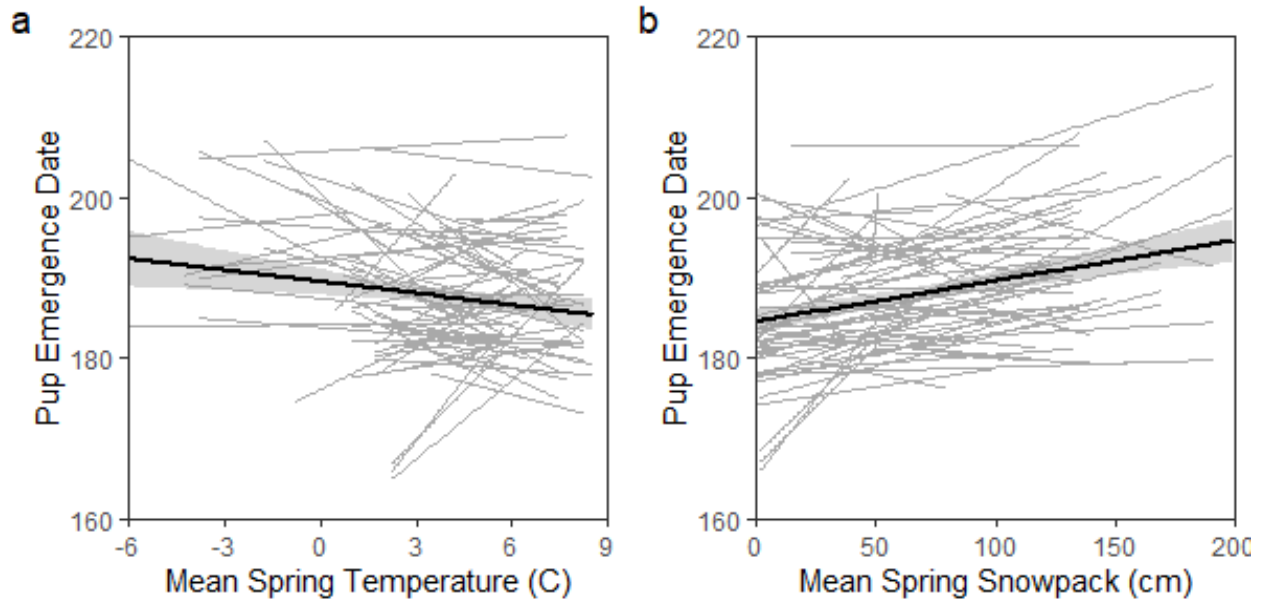 a
220
200
180
160
Pup Emergence Date
-6 -3 0 3 6 9
Mean Spring Temperature (C)
b
220
200
180
160
Pup Emergence Date
0 50 100 150 200
Mean Spring Snowpack (cm)